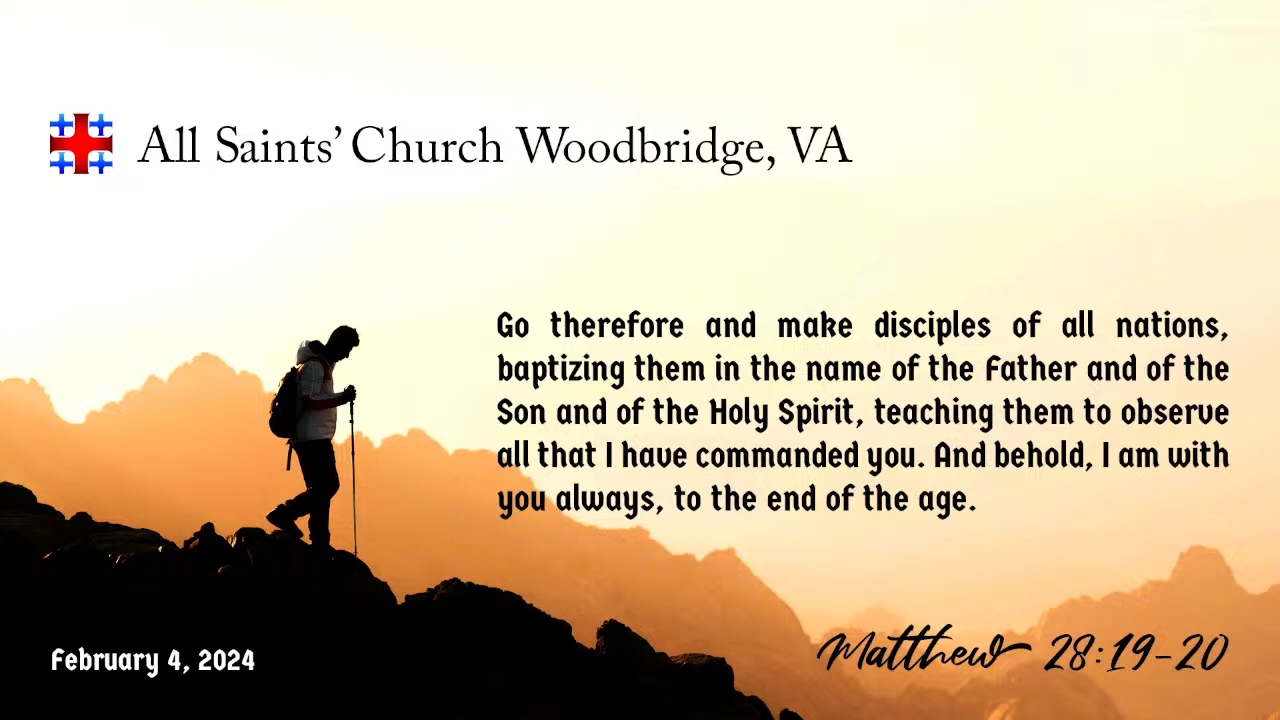 All Saints’ Church Woodbridge, VA
Go therefore and make disciples of all nations,
baptizing them in the name of the Father and of the
Son and of the Holy Spirit, teaching them to observe
all that I have commanded you. And behold, I am with
you always, to the end of the age.
February 4, 2024
Matthew 28:19-20